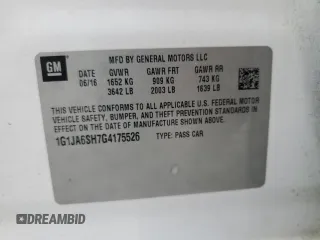 GM
MFD BY GENERAL MOTORS LLC
06/16 GVWR GAWR FRT GAWR RR
1652 KG 909 KG 743 KG
3642 LB 2003 LB 1639 LB
THIS VEHICLE CONFORMS TO ALL APPLICABLE U.S. FEDERAL MOTOR
VEHICLE SAFETY, BUMPER, AND THEFT PREVENTION STANDARDS IN
EFFECT ON THE DATE OF MANUFACTURE SHOWN ABOVE.
1G1JA6SH7G4175526 TYPE: PASS CAR
DREAMBID